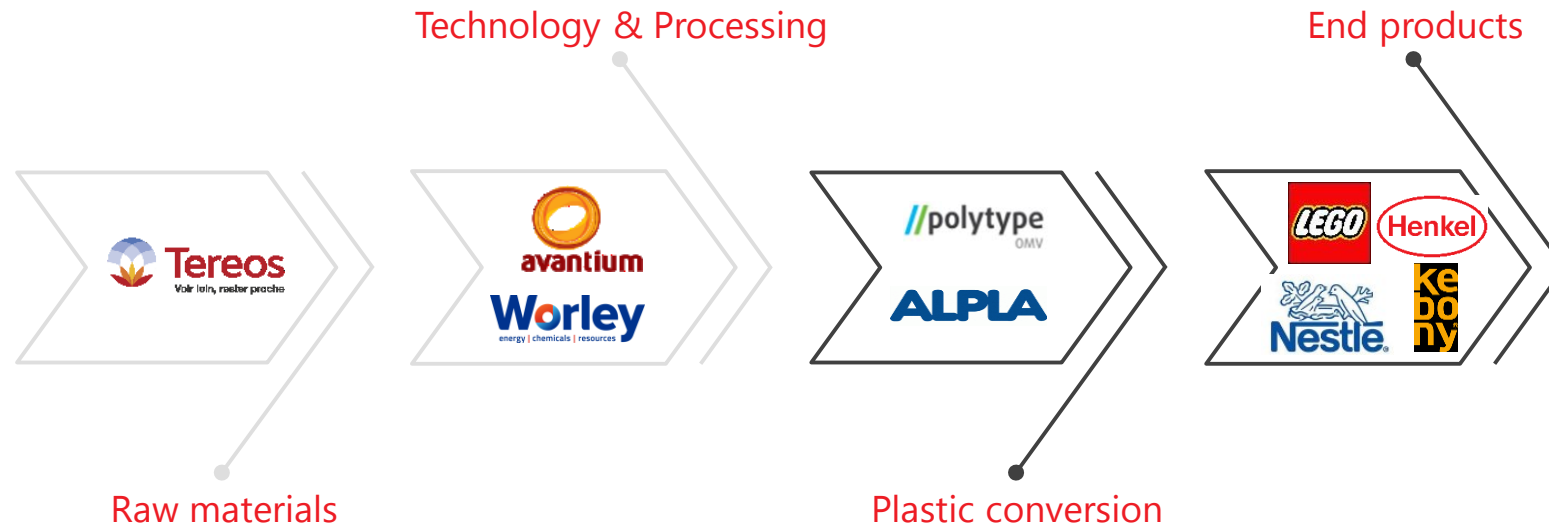 Technology & Processing
End products
Tereos
Voir loin, rester proche
avantium
Worley
energy | chemicals | resources
//polytype
OMV
ALPLA
LEGO
Henkel
Nestlé®
ke
bo
ny®
Raw materials
Plastic conversion